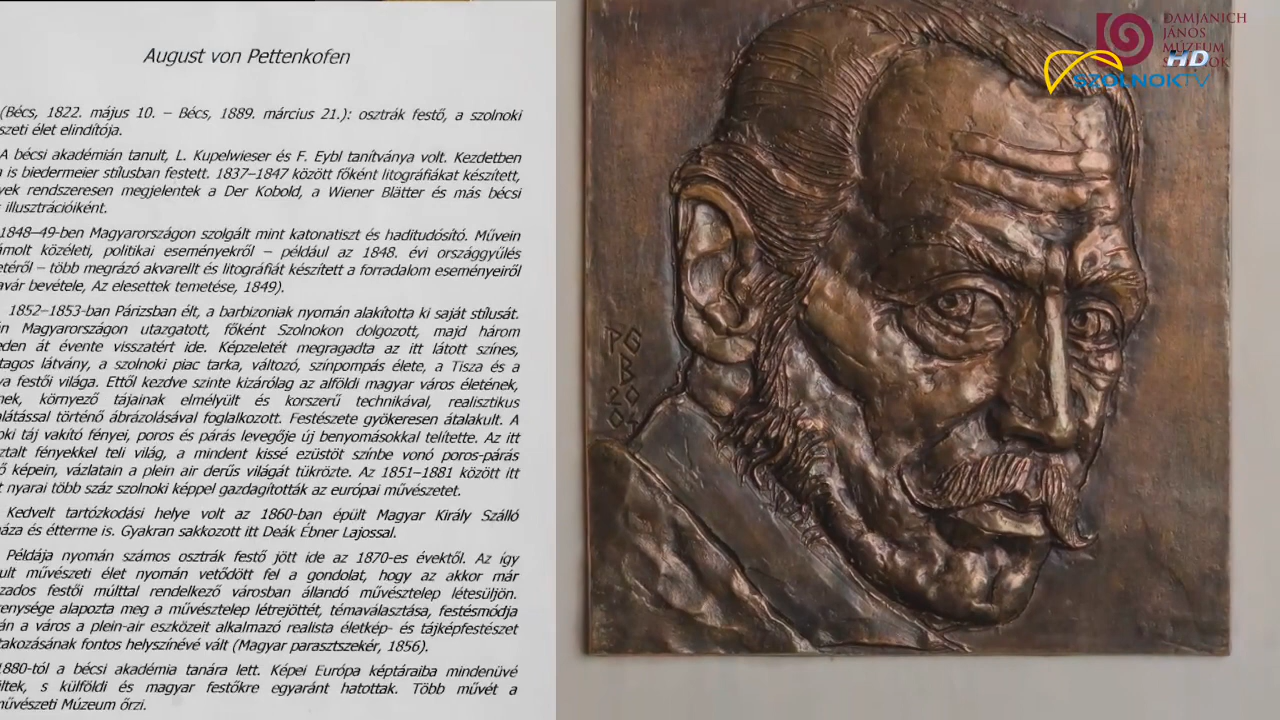 August von Pettenkofen
(Bécs, 1822. május 10. – Bécs, 1889. március 21.): osztrák festő, a szolnoki
szeti élet elindítója.
A bécsi akadémián tanult, L. Kupelwieser és F. Eybl tanítványa volt. Kezdetben
is biedermeier stílusban festett. 1837–1847 között főként litográfiákat készített,
yek rendszeresen megjelentek a Der Kobold, a Wiener Blätter és más bécsi
illusztrációiként.
1848–49-ben Magyarországon szolgált mint katonatiszt és haditudósító. Művein
ámolt közéleti, politikai eseményekről – például az 1848. évi országgyűlés
etéről – több megrázó akvarellt és litográfiát készített a forradalom eseményeiről
avár bevétele, Az elesettek temetése, 1849).
1852–1853-ban Párizsban élt, a barbizoniak nyomán alakította ki saját stílusát.
n Magyarországon utazgatott, főként Szolnokon dolgozott, majd három
eden át évente visszatért ide. Képzeletét megragadta az itt látott színes,
tagos látvány, a szolnoki piac tarka, változó, színpompás élete, a Tisza és a
va festői világa. Ettől kezdve szinte kizárólag az alföldi magyar város életének,
nek, környező tájainak elmélyült és korszerű technikával, realisztikus
látással történő ábrázolásával foglalkozott. Festészete gyökeresen átalakult. A
oki táj vakító fényei, poros és párás levegője új benyomásokkal telítette. Az itt
ztalt fényekkel teli világ, a mindent kissé ezüstöt színbe vonó poros-párás
ő képein, vázlatain a plein air derűs világát tükrözte. Az 1851–1881 között itt
t nyarai több száz szolnoki képpel gazdagították az európai művészetet.
Kedvelt tartózkodási helye volt az 1860-ban épült Magyar Király Szálló
áza és étterme is. Gyakran sakkozott itt Deák Ébner Lajossal.
Példája nyomán számos osztrák festő jött ide az 1870-es évektől. Az így
ult művészeti élet nyomán vetődött fel a gondolat, hogy az akkor már
zados festői múlttal rendelkező városban állandó művésztelep létesüljön.
enysége alapozta meg a művésztelep létrejöttét, témaválasztása, festésmódja
án a város a plein-air eszközeit alkalmazó realista életkép- és tájképfestészet
takozásának fontos helyszínévé vált (Magyar parasztszekér, 1856).
1880-tól a bécsi akadémia tanára lett. Képei Európa képtáraiba mindenüvé
ltek, s külföldi és magyar festőkre egyaránt hatottak. Több művét a
művészeti Múzeum őrzi.
DAMJANICH
JÁNOS
MÚZEUM
SZOLNOK
HD
SZOLNOKTV